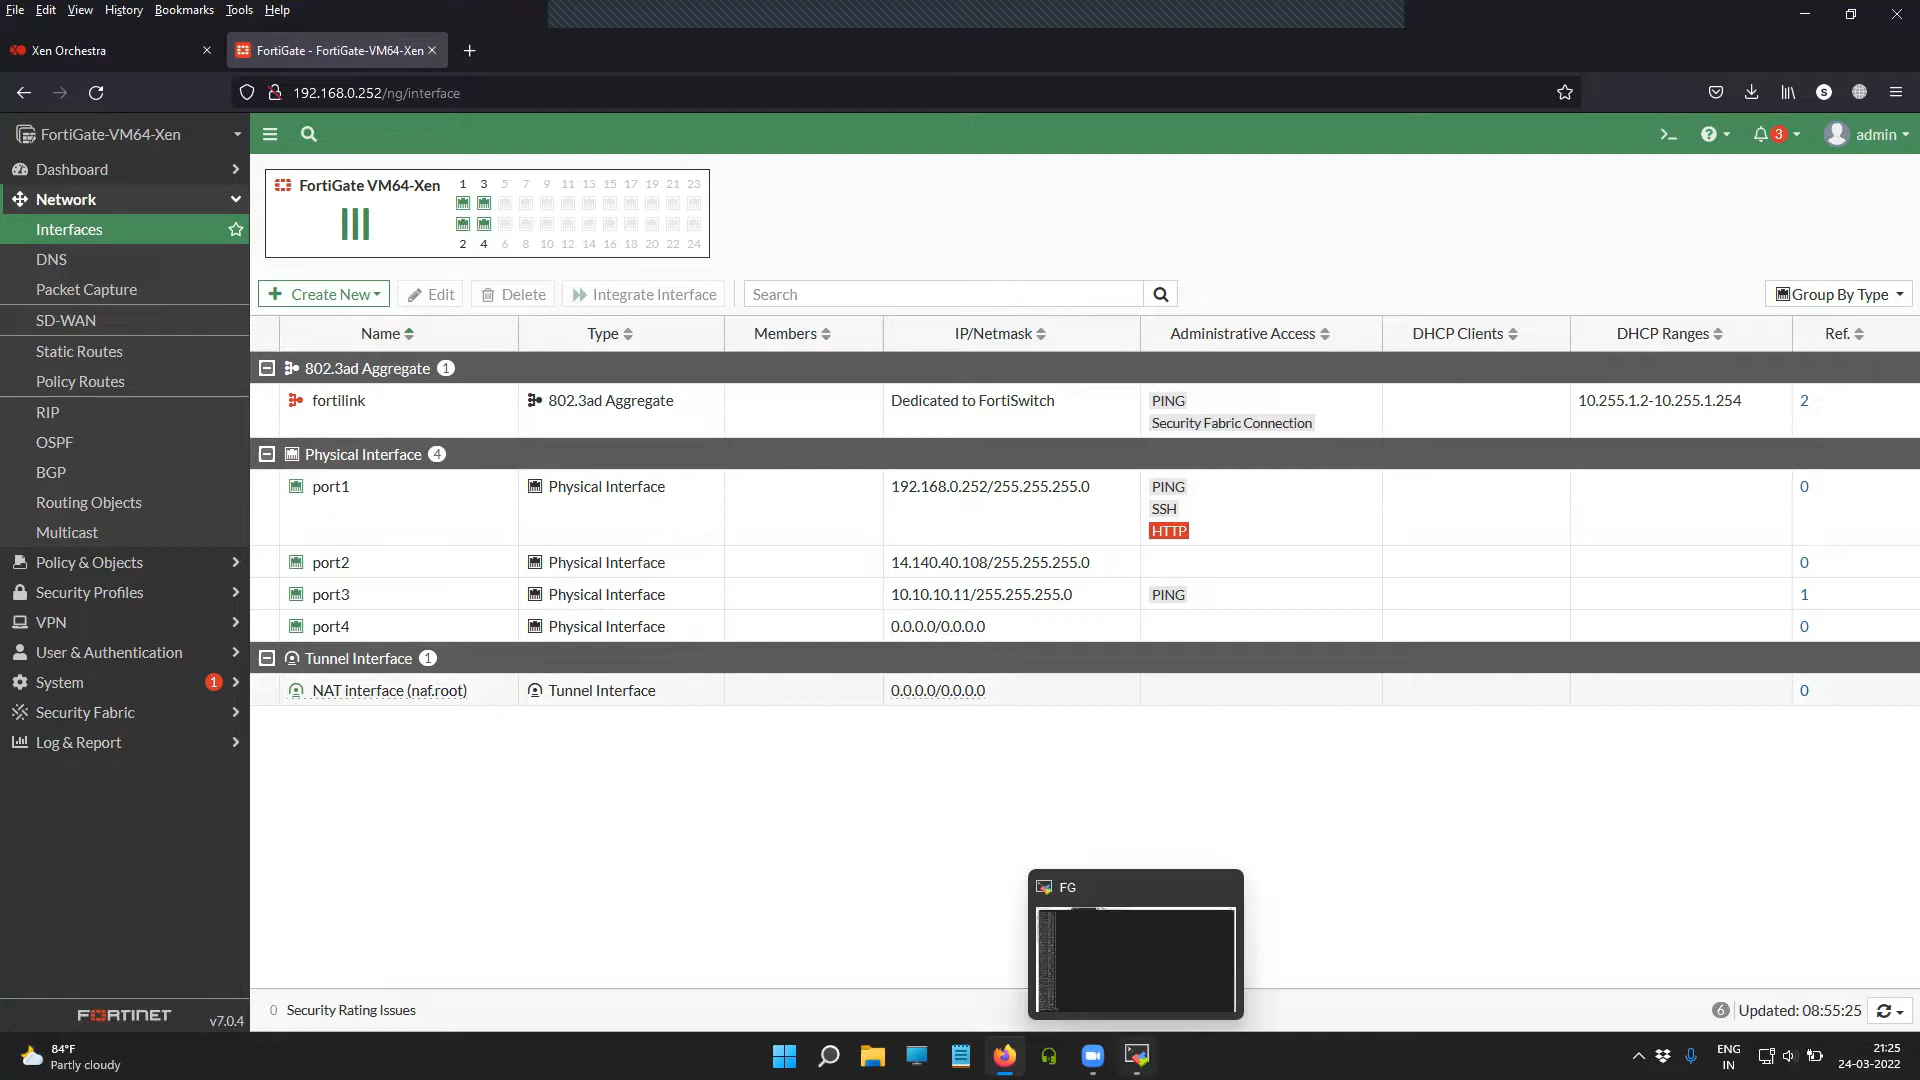 File Edit View History Bookmarks Tools Help
Xen Orchestra
FortiGate - FortiGate-VM64-Xen
192.168.0.252/ng/interface
S
FortiGate-VM64-Xen
3
admin
Dashboard
Network
Interfaces
DNS
Packet Capture
SD-WAN
Static Routes
Policy Routes
RIP
OSPF
BGP
Routing Objects
Multicast
Policy & Objects
Security Profiles
VPN
User & Authentication
System 1
Security Fabric
Log & Report
FORTINET v7.0.4
FortiGate VM64-Xen
1 3 5 7 9 11 13 15 17 19 21 23
2 4 6 8 10 12 14 16 18 20 22 24
Create New Edit Delete Integrate Interface Search Group By Type
Name Type Members IP/Netmask Administrative Access DHCP Clients DHCP Ranges Ref.
802.3ad Aggregate 1
fortilink 802.3ad Aggregate Dedicated to FortiSwitch PING 10.255.1.2-10.255.1.254 2
Security Fabric Connection
Physical Interface 4
port1 Physical Interface 192.168.0.252/255.255.255.0 PING 0
SSH
HTTP
port2 Physical Interface 14.140.40.108/255.255.255.0 0
port3 Physical Interface 10.10.10.11/255.255.255.0 PING 1
port4 Physical Interface 0.0.0.0/0.0.0.0 0
Tunnel Interface 1
NAT interface (naf.root) Tunnel Interface 0.0.0.0/0.0.0.0 0
FG
0 Security Rating Issues
6 Updated: 08:55:25
84°F
Partly cloudy
ENG
IN
21:25
24-03-2022